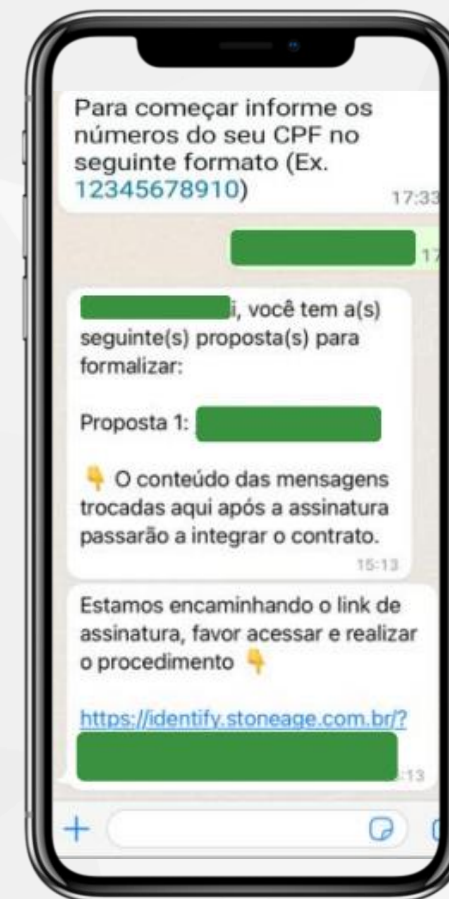 Para começar informe os
números do seu CPF no
seguinte formato (Ex.
12345678910)
17:33
17
i, você tem a(s)
seguinte(s) proposta(s) para
formalizar:
Proposta 1:
👇 O conteúdo das mensagens
trocadas aqui após a assinatura
passarão a integrar o contrato.
15:13
Estamos encaminhando o link de
assinatura, favor acessar e realizar
o procedimento 👇
https://identify.stoneage.com.br/?
:13